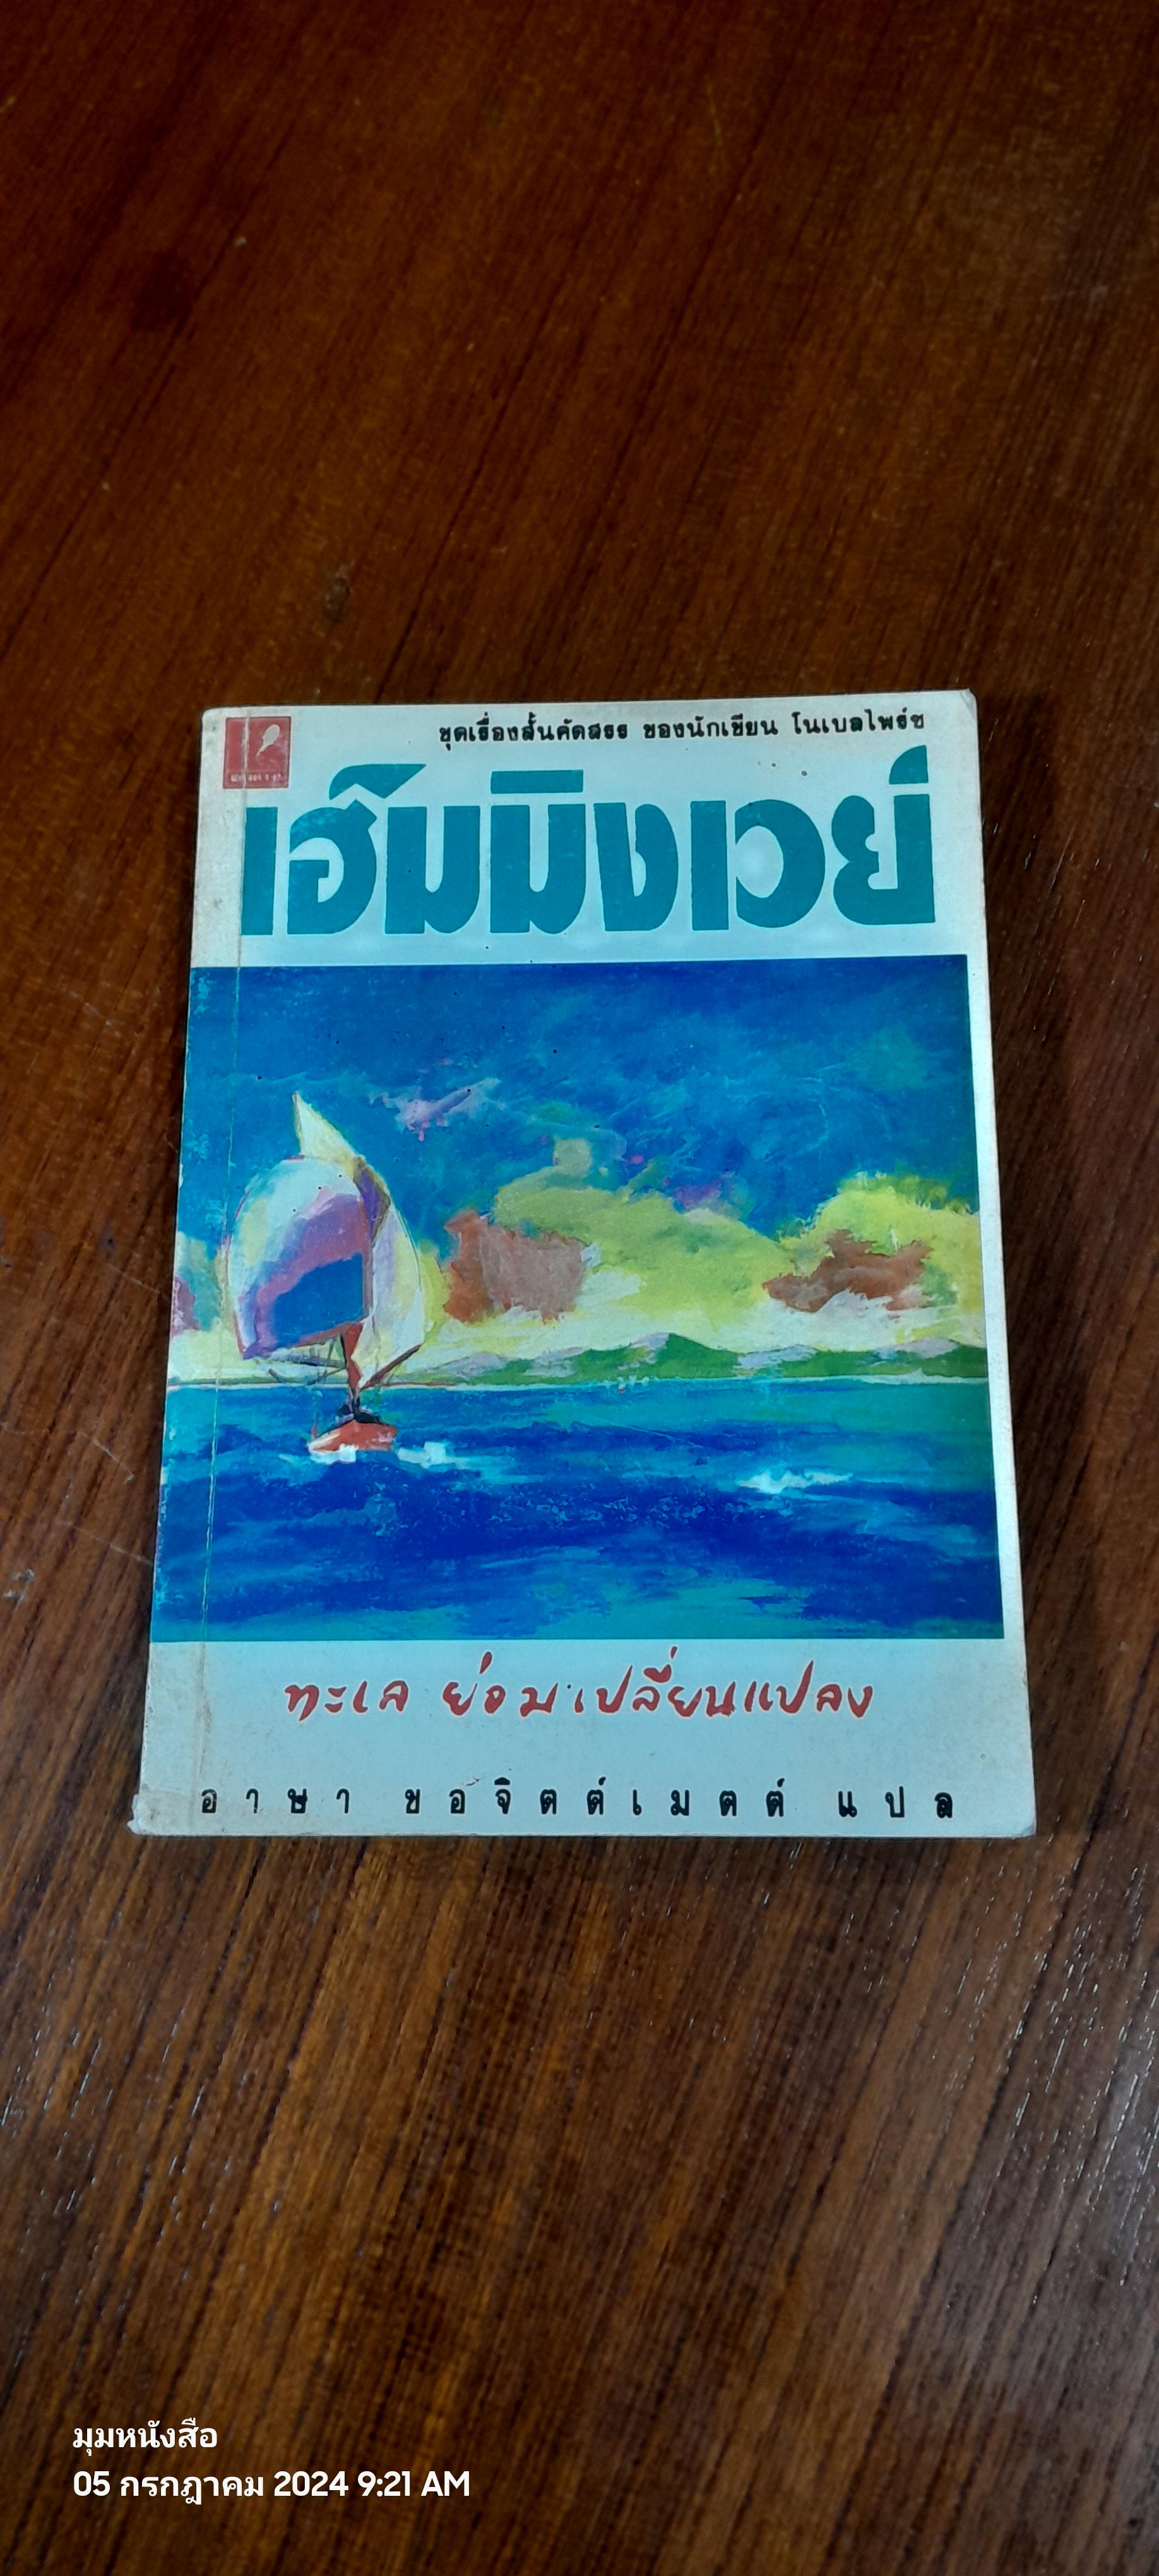 ชุดเรื่องสั้นคัดสรร ของนักเขียน โนเบลไพร์ซ
เฮ็มมิงเวย์
ทะเล ย่อมเปลี่ยนแปลง
อาษา ขอจิตต์เมตต์ แปล
มุมหนังสือ
05 กรกฎาคม 2024 9:21 AM